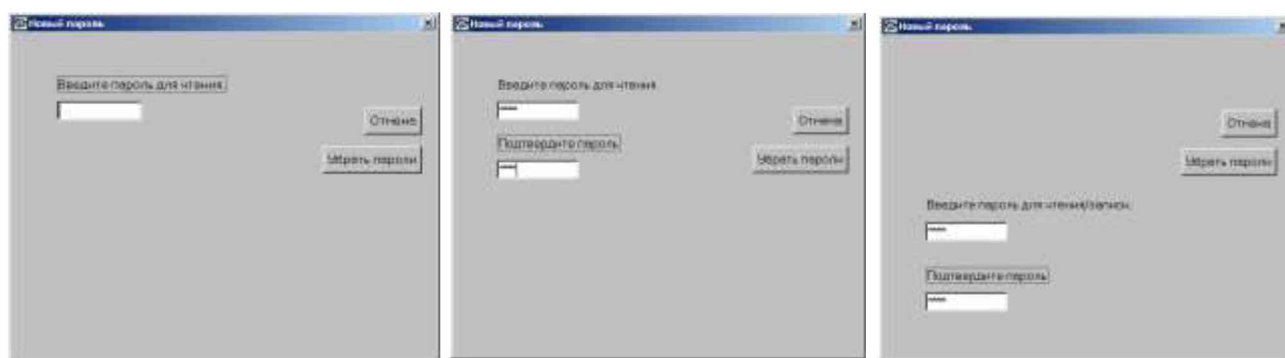 Новый пароль
Введите пароль для чтения
Отмена
Убрать пароли
Новый пароль
Введите пароль для чтения
****
Отмена
Подтвердите пароль
Убрать пароли
Новый пароль
Отмена
Убрать пароли
Введите пароль для чтения/записи
****
Подтвердите пароль
****